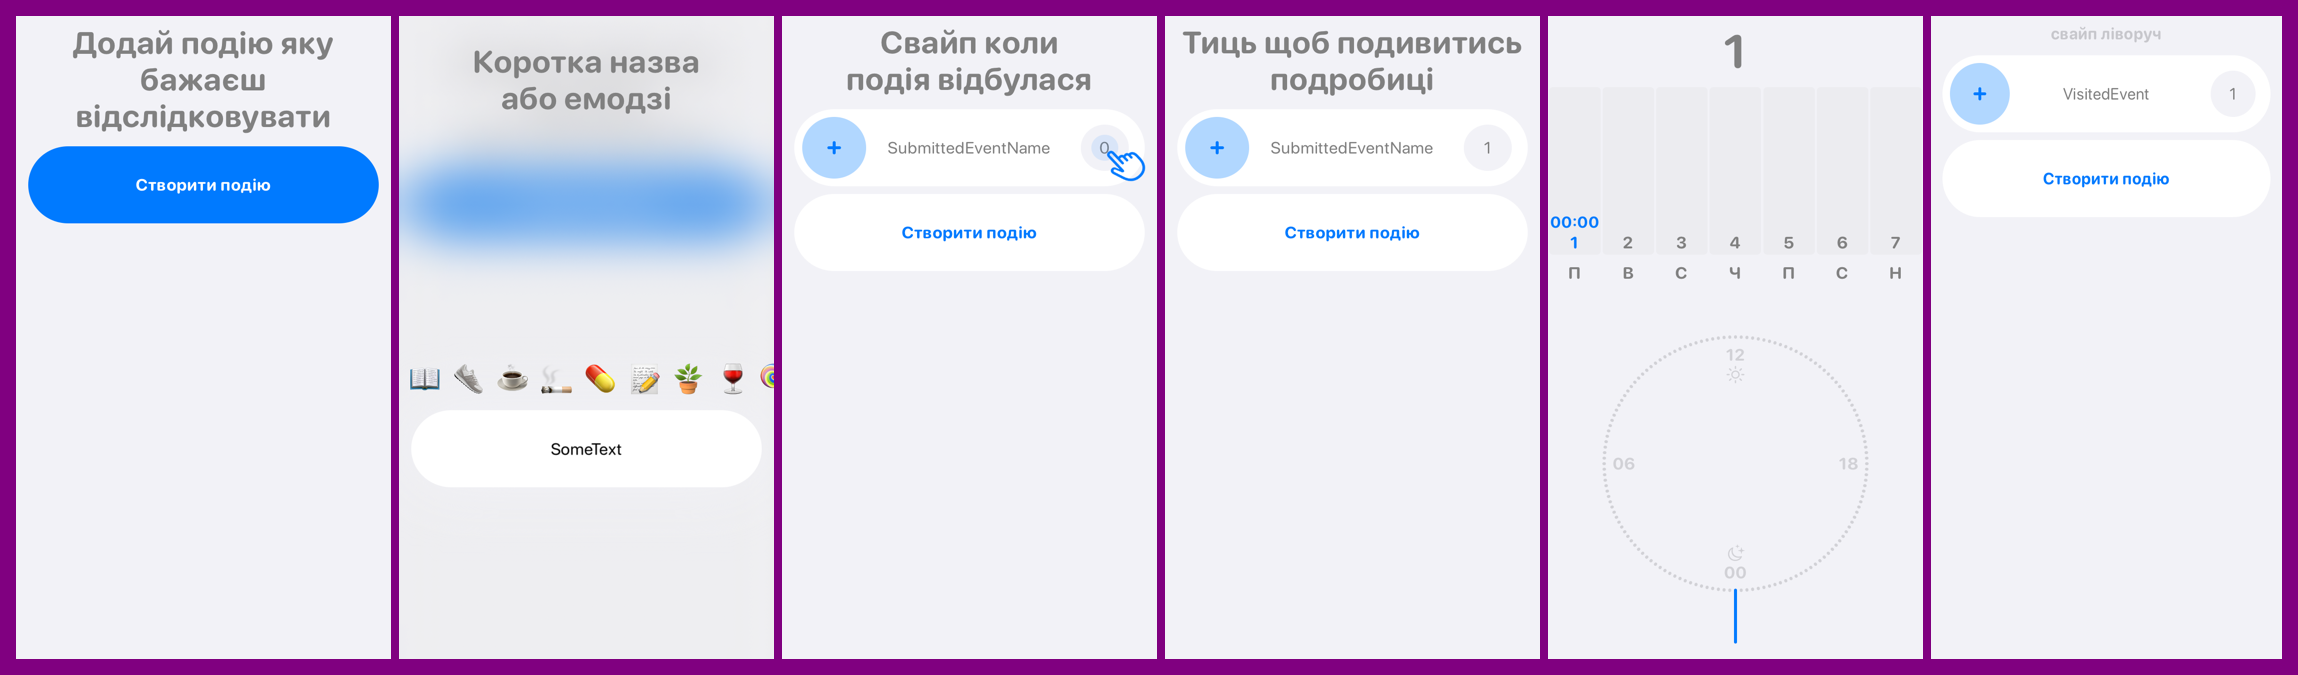 Додай подію яку
бажаєш
відслідковувати
Створити подію
Коротка назва
або емодзі
SomeText
Свайп коли
подія відбулася
+ SubmittedEventName 0
Створити подію
Тиць щоб подивитись
подробиці
+ SubmittedEventName 1
Створити подію
1
00:00
1 2 3 4 5 6 7
П В С Ч П С Н
12
06 18
00
свайп ліворуч
+ VisitedEvent 1
Створити подію